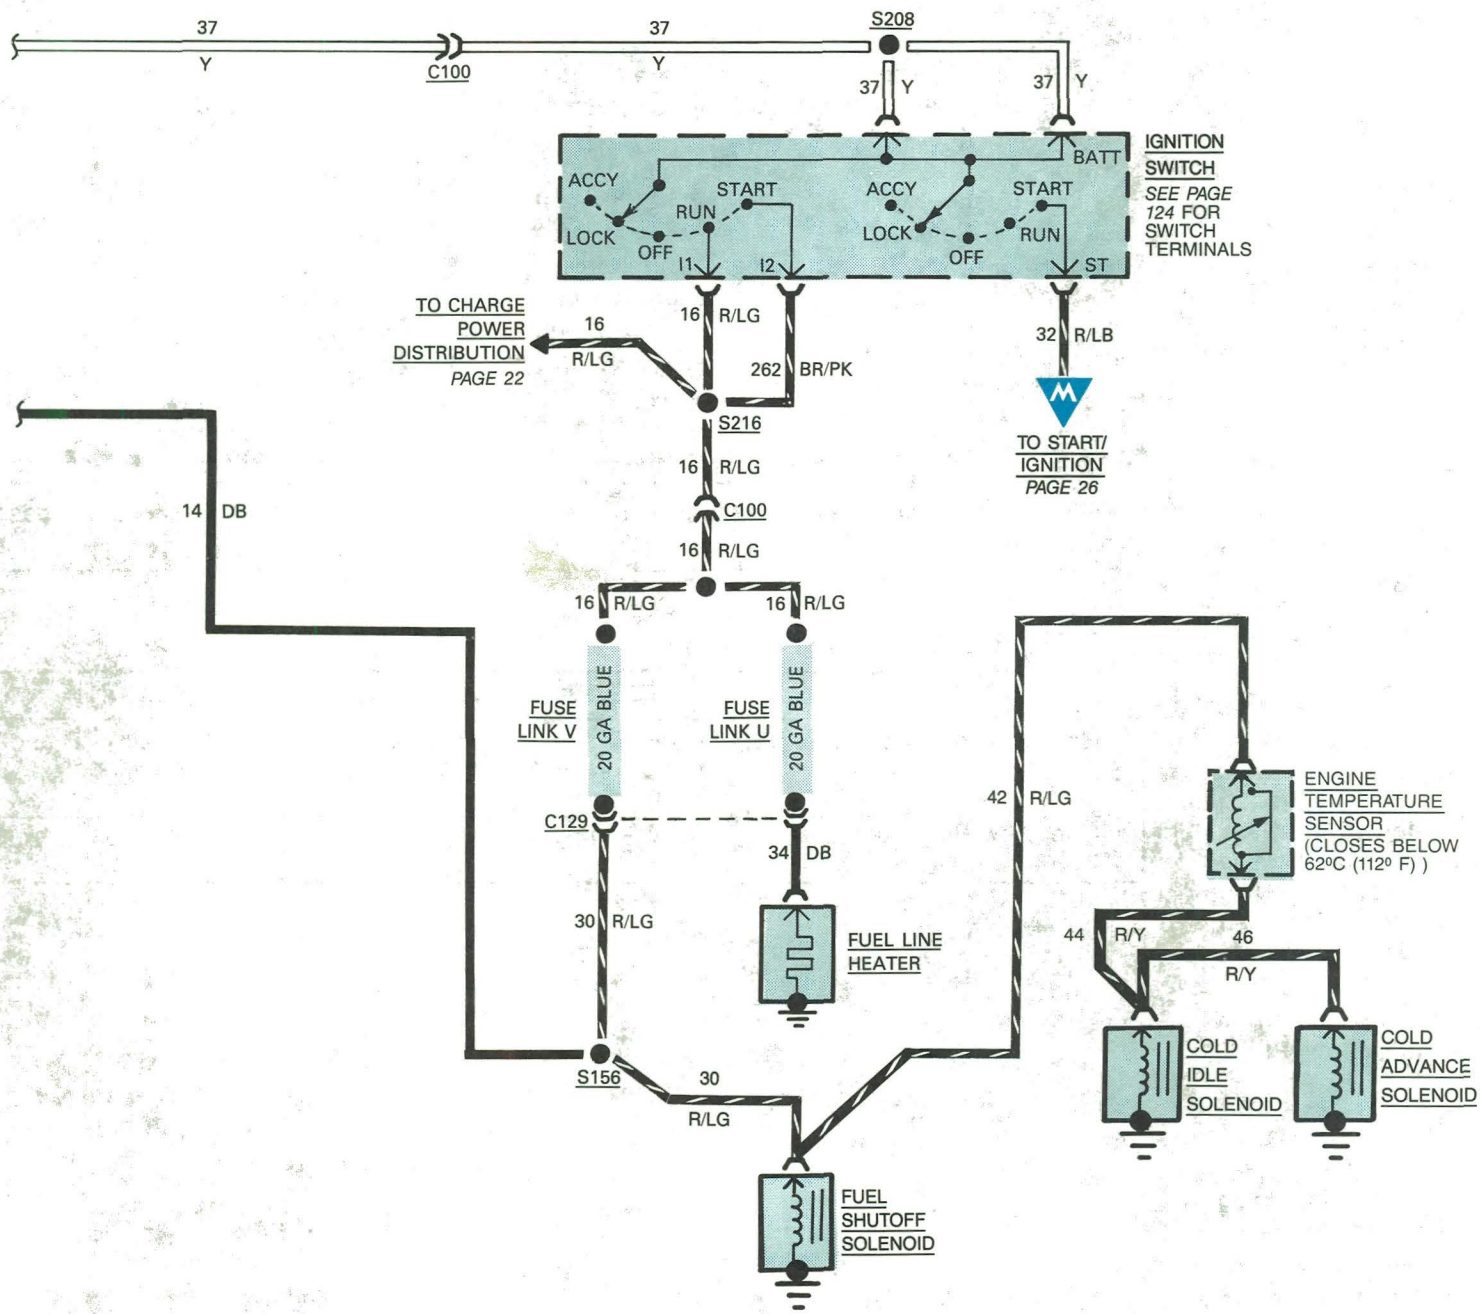 37
Y
C100
37
Y
S208
37 Y
37 Y
IGNITION
SWITCH
SEE PAGE
124 FOR
SWITCH
TERMINALS
BATT
ACCY
LOCK
OFF
RUN
START
I1
I2
ACCY
LOCK
OFF
RUN
START
ST
TO CHARGE
POWER
DISTRIBUTION
PAGE 22
16
R/LG
16 R/LG
262 BR/PK
32 R/LB
S216
M
TO START/
IGNITION
PAGE 26
16 R/LG
C100
14 DB
16 R/LG
16 R/LG
16 R/LG
FUSE
LINK V
20 GA BLUE
FUSE
LINK U
20 GA BLUE
42 R/LG
ENGINE
TEMPERATURE
SENSOR
(CLOSES BELOW
62ºC (112º F) )
C129
34 DB
30 R/LG
FUEL LINE
HEATER
44 R/Y
46
R/Y
S156
30
R/LG
COLD
IDLE
SOLENOID
COLD
ADVANCE
SOLENOID
FUEL
SHUTOFF
SOLENOID